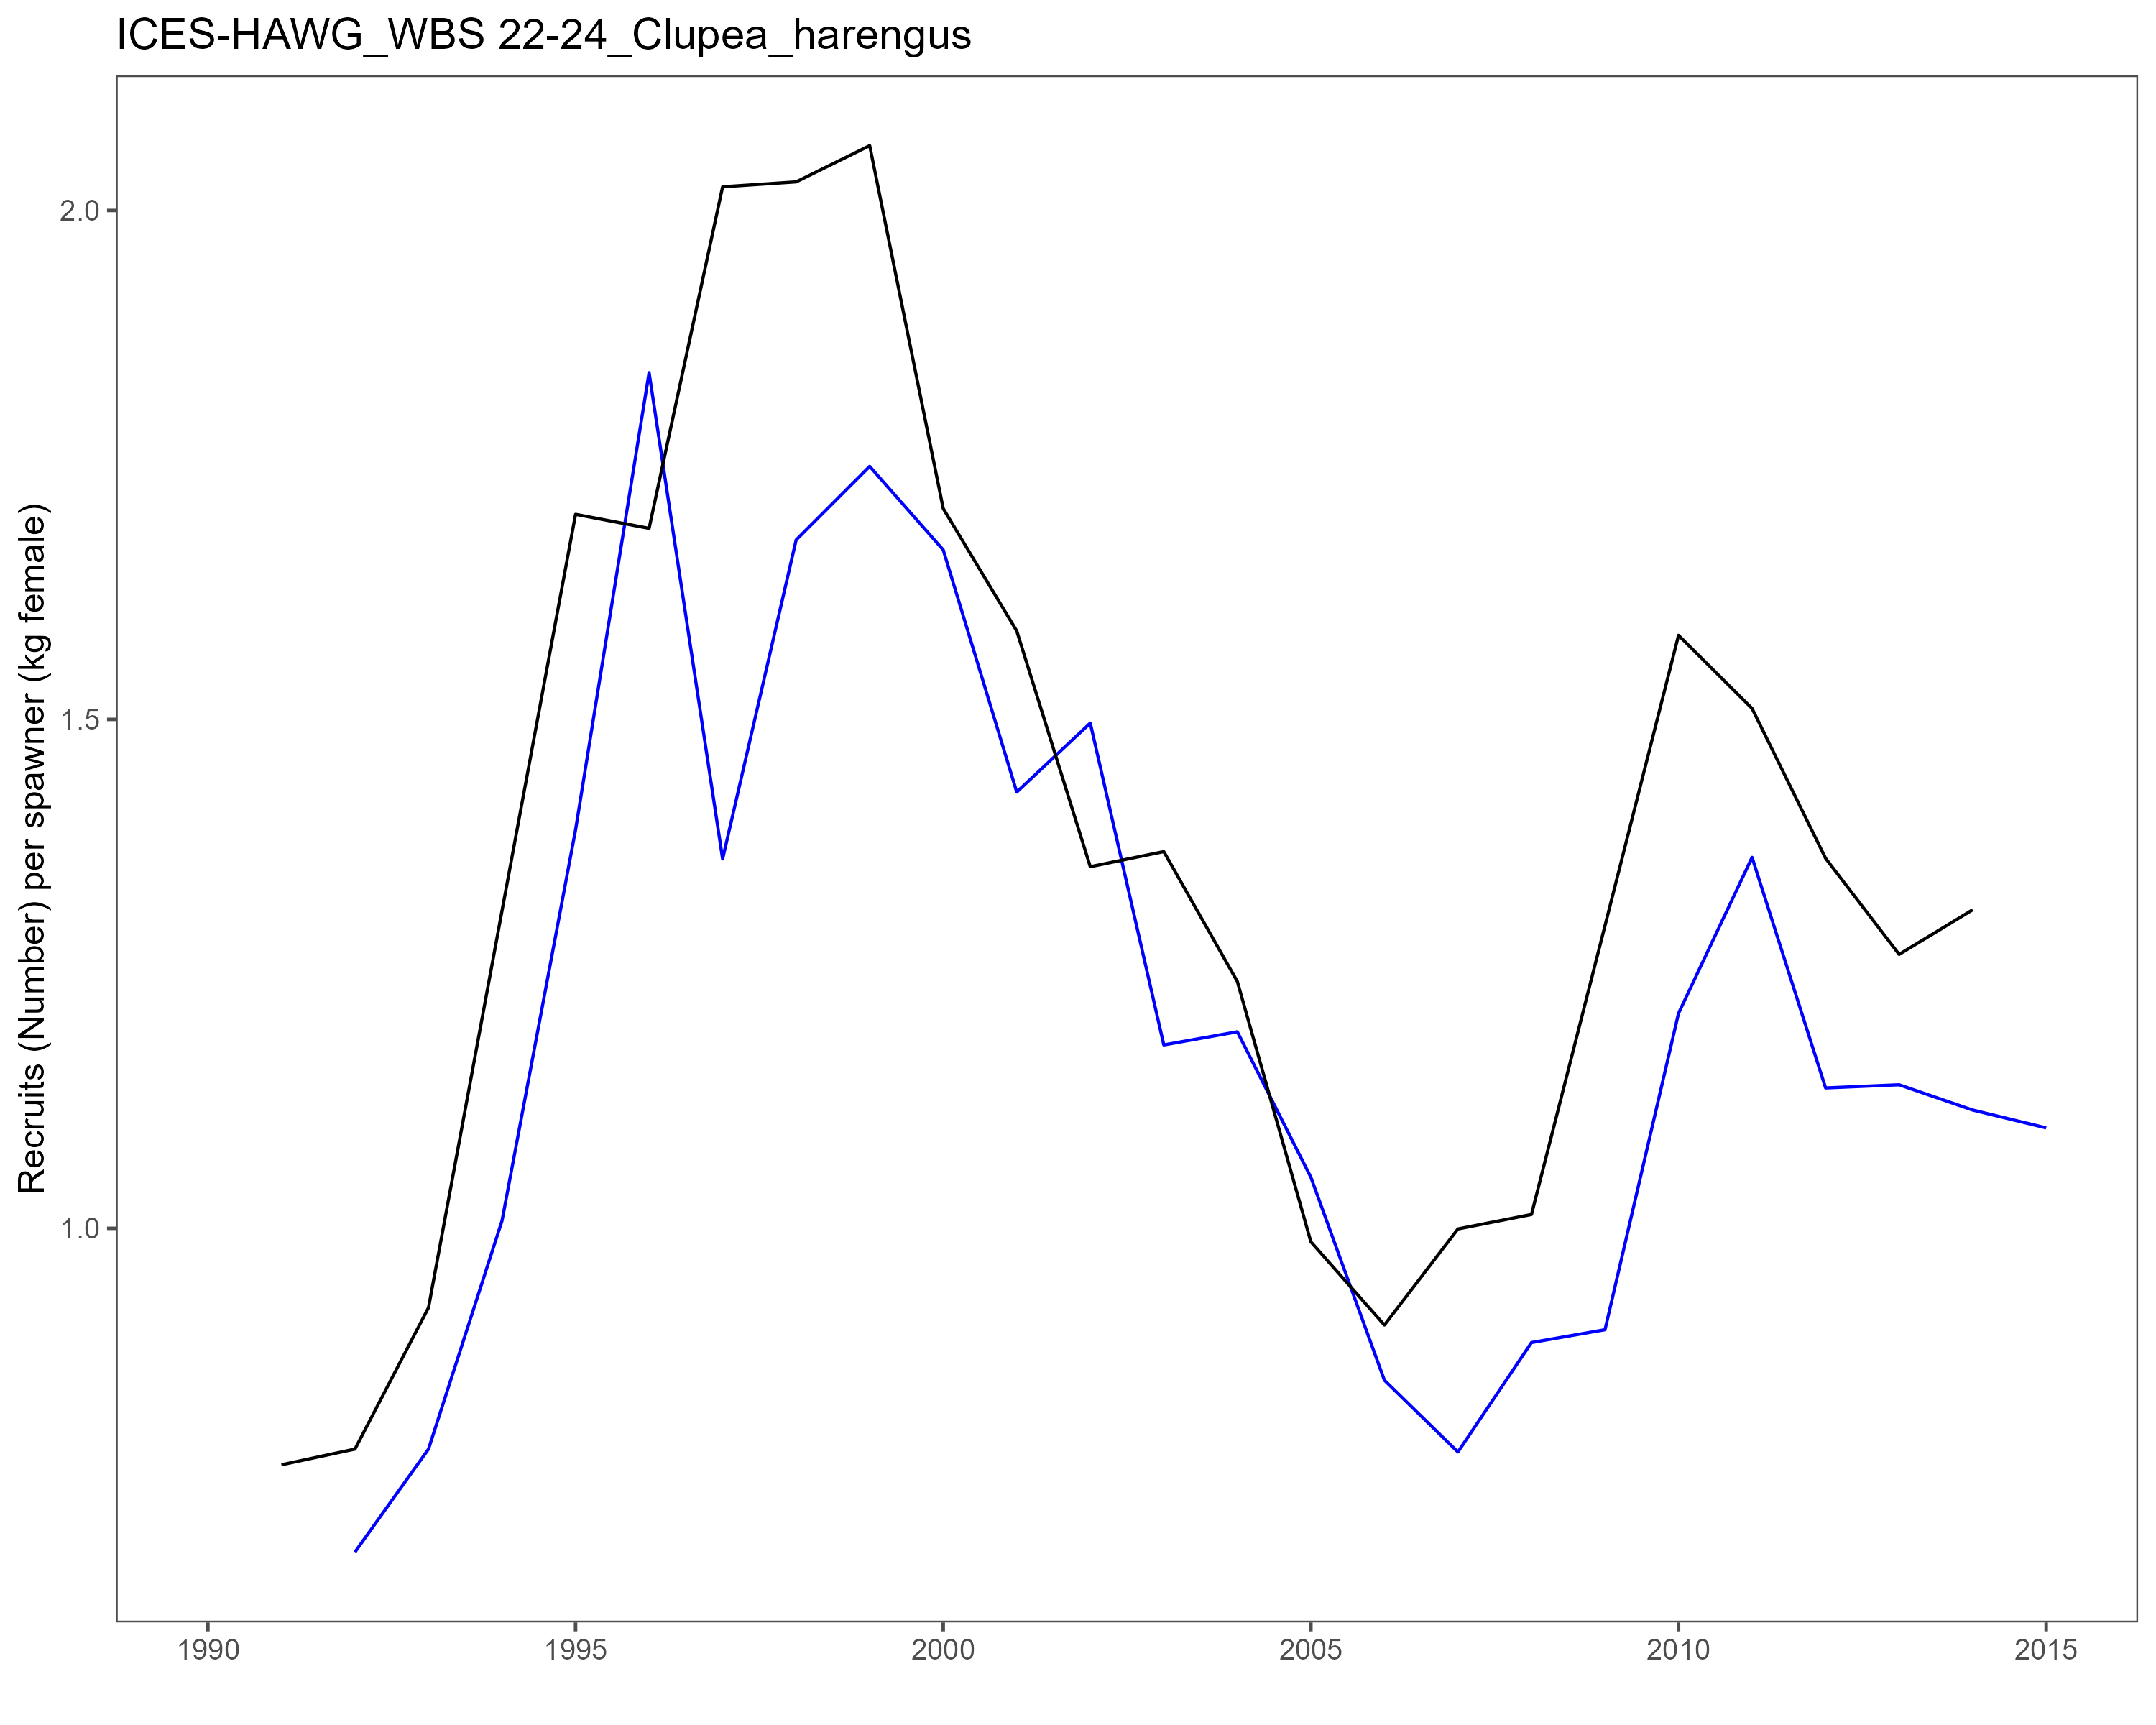 ICES-HAWG_WBS 22-24_Clupea_harengus
Recruits (Number) per spawner (kg female)
2.0
1.5
1.0
1990 1995 2000 2005 2010 2015